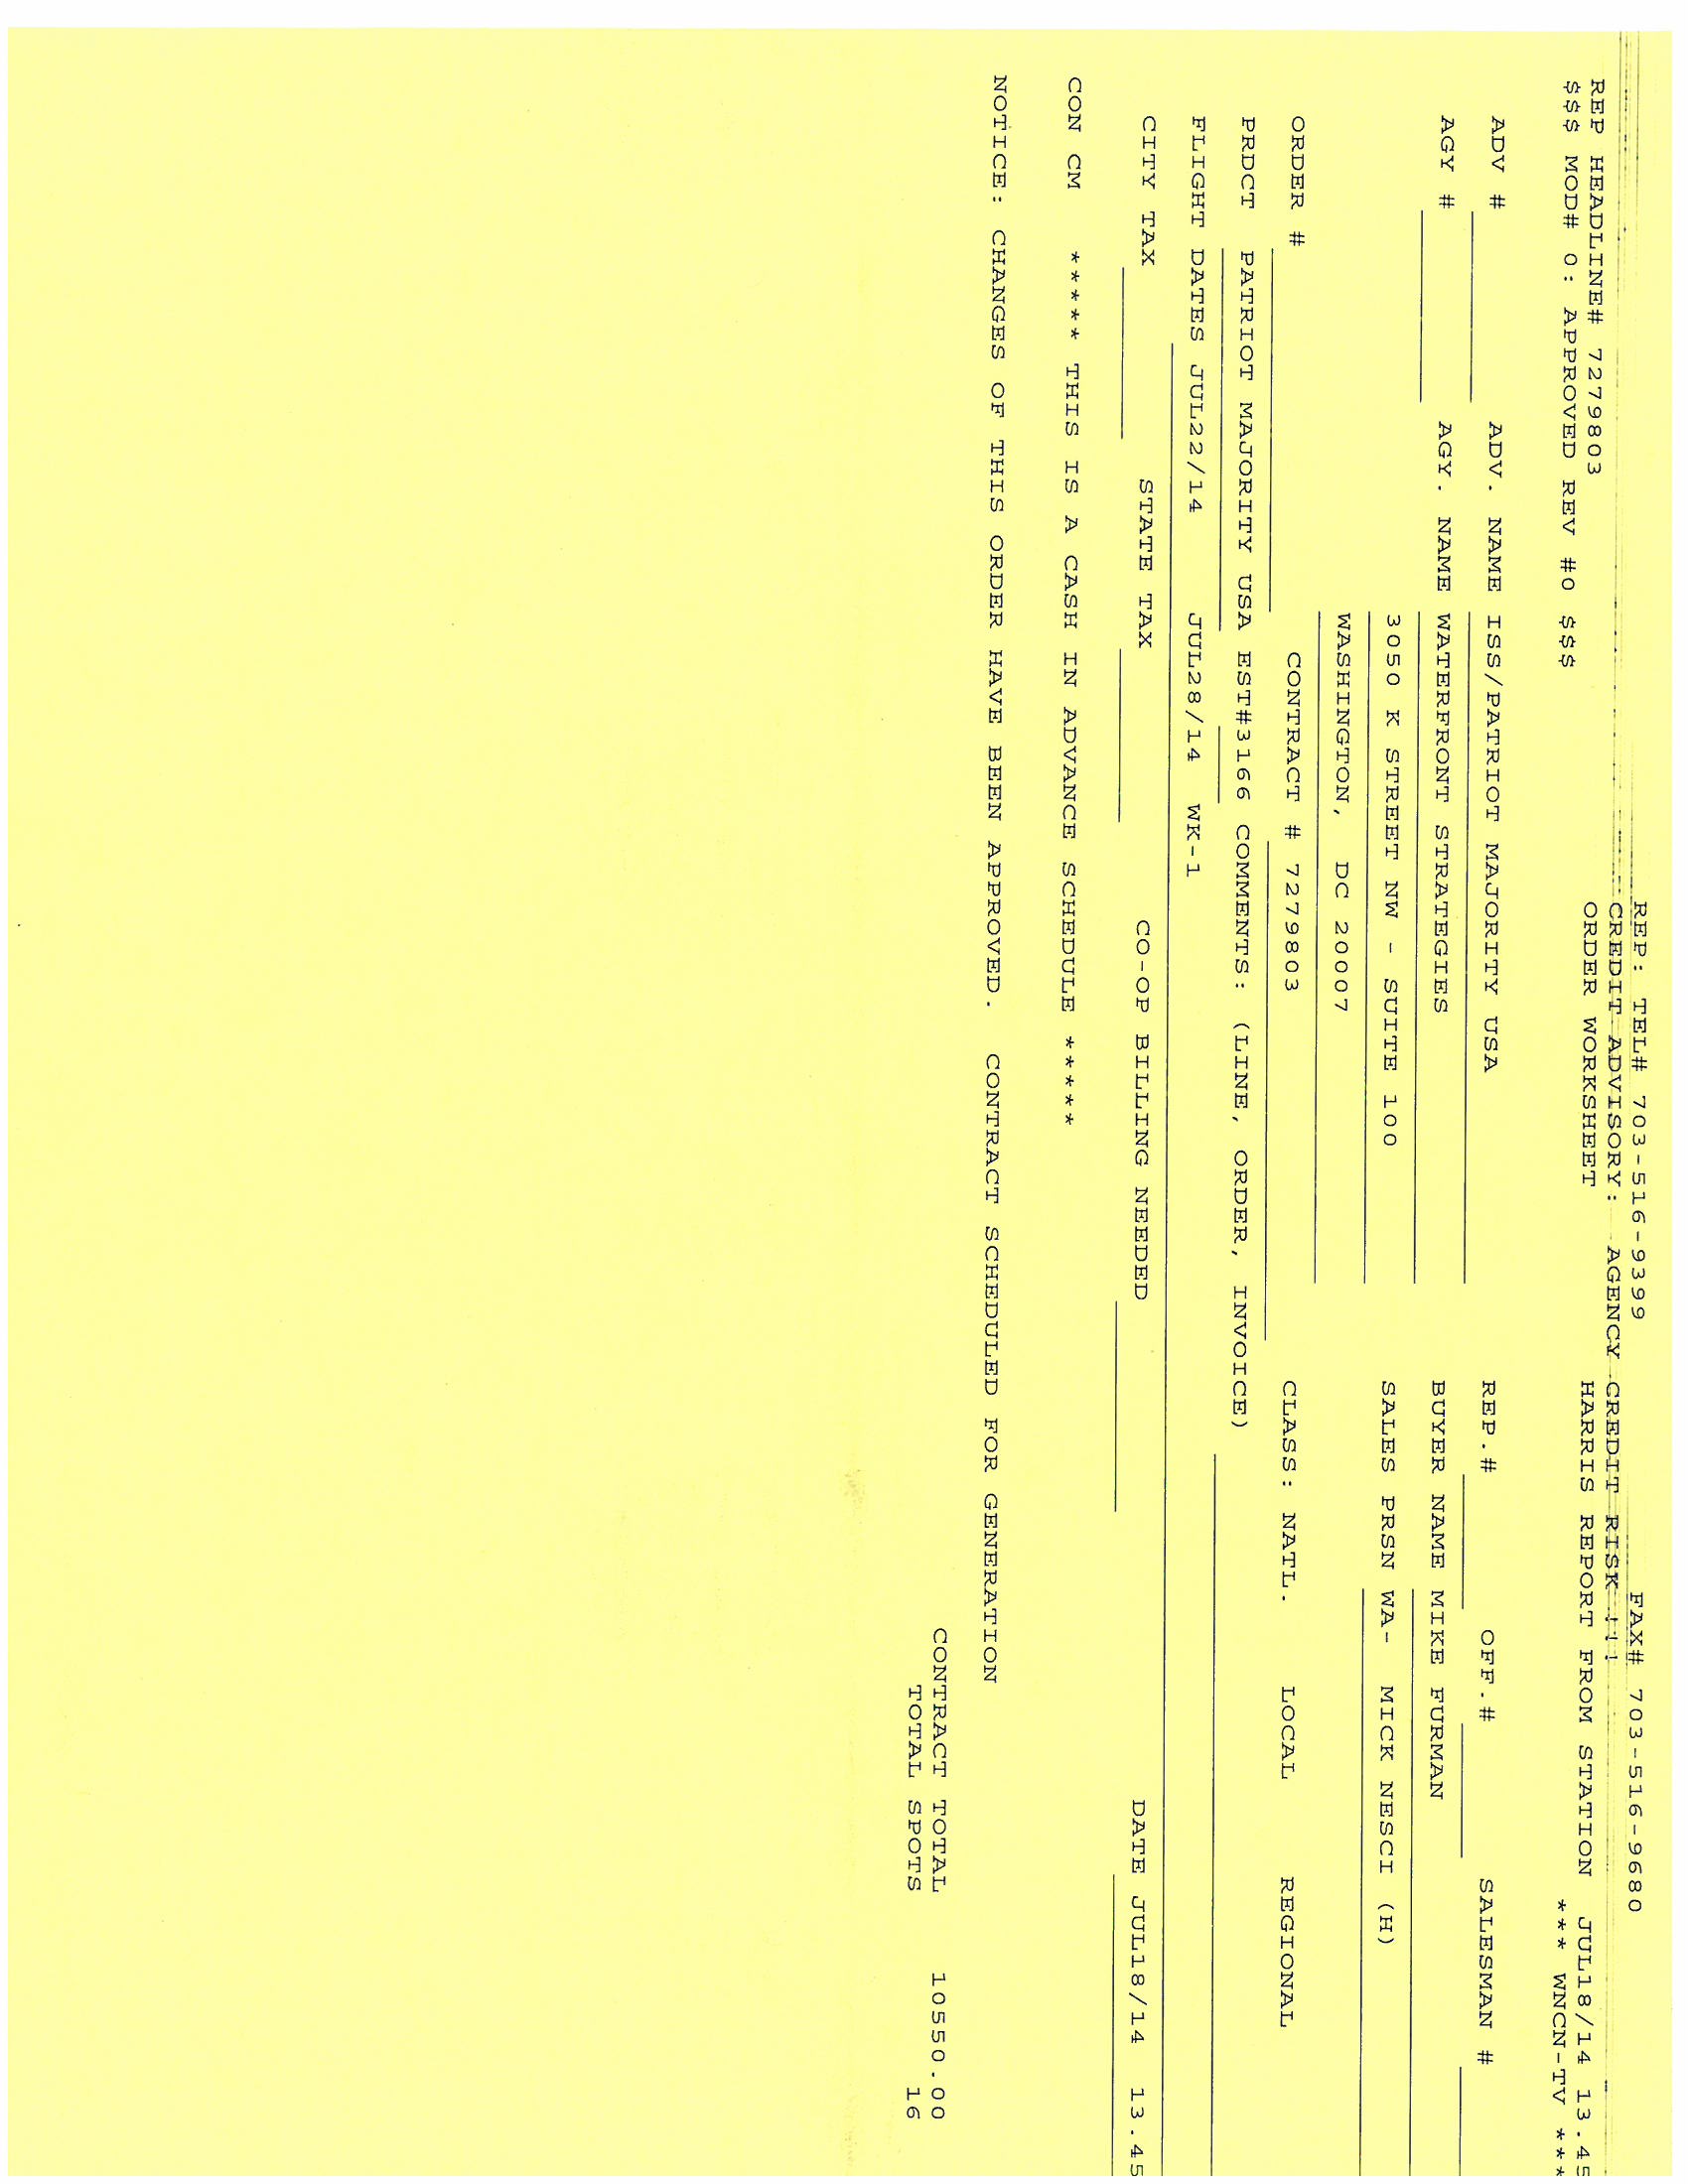 REP: TEL# 703-516-9399 FAX# 703-516-9680
CREDIT ADVISORY: AGENCY CREDIT RISK !!!
REP HEADLINE# 7279803 ORDER WORKSHEET HARRIS REPORT FROM STATION JUL18/14 13.45
$$$ MOD# 0: APPROVED REV #0 $$$ *** WNCN-TV ***
ADV # ADV. NAME ISS/PATRIOT MAJORITY USA REP.# OFF.# SALESMAN #
AGY # AGY. NAME WATERFRONT STRATEGIES BUYER NAME MIKE FURMAN
3050 K STREET NW - SUITE 100 SALES PRSN WA- MICK NESCI (H)
WASHINGTON, DC 20007
ORDER # CONTRACT # 7279803 CLASS: NATL. LOCAL REGIONAL
PRDCT PATRIOT MAJORITY USA EST#3166 COMMENTS: (LINE, ORDER, INVOICE)
FLIGHT DATES JUL22/14 JUL28/14 WK-1
CITY TAX STATE TAX CO-OP BILLING NEEDED DATE JUL18/14 13.45
CON CM ***** THIS IS A CASH IN ADVANCE SCHEDULE *****
NOTICE: CHANGES OF THIS ORDER HAVE BEEN APPROVED. CONTRACT SCHEDULED FOR GENERATION
CONTRACT TOTAL 10550.00
TOTAL SPOTS 16